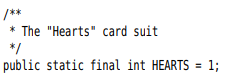 /**
 * The "Hearts" card suit
 */
public static final int HEARTS = 1;